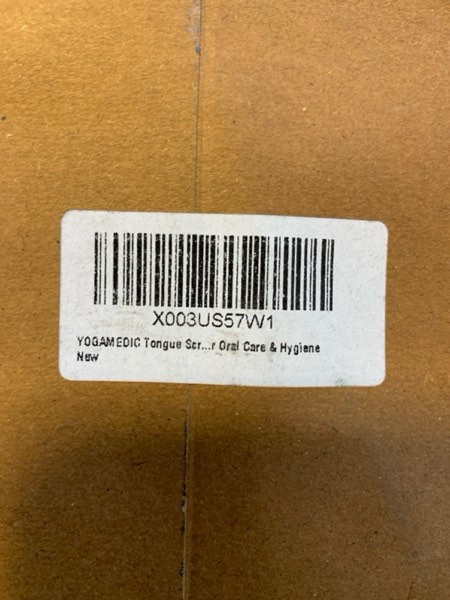 X003US57W1
YOGAMEDIC Tongue Scr...r Oral Care & Hygiene
New